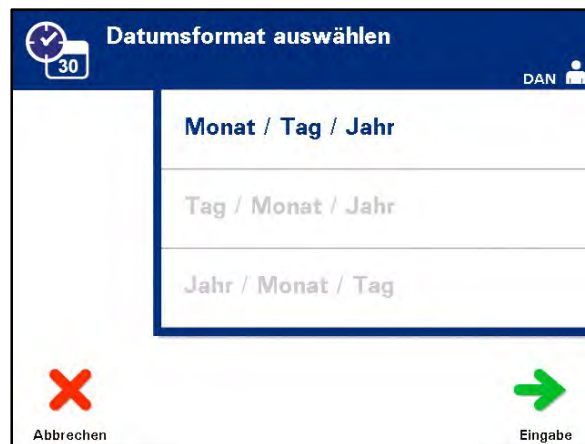 Datumsformat auswählen
30
DAN
Monat / Tag / Jahr
Tag / Monat / Jahr
Jahr / Monat / Tag
Abbrechen
Eingabe